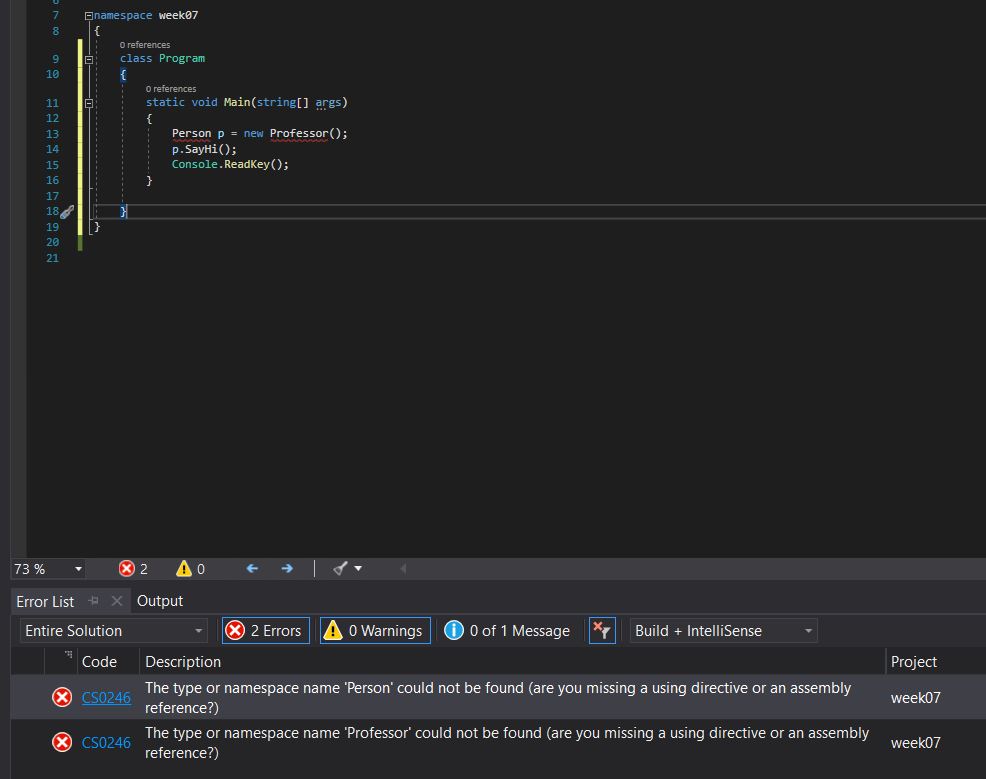 6
7 namespace week07
8 {
0 references
9 class Program
10 {
0 references
11 static void Main(string[] args)
12 {
13 Person p = new Professor();
14 p.SayHi();
15 Console.ReadKey();
16 }
17
18 }
19 }
20
21
73 % 2 0
Error List Output
Entire Solution 2 Errors 0 Warnings 0 of 1 Message Build + IntelliSense
Code Description Project
CS0246 The type or namespace name 'Person' could not be found (are you missing a using directive or an assembly week07
reference?)
CS0246 The type or namespace name 'Professor' could not be found (are you missing a using directive or an assembly week07
reference?)